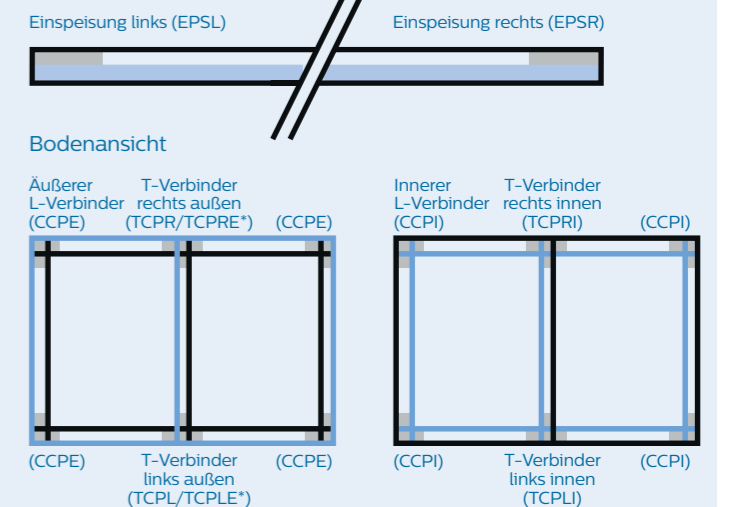 Einspeisung links (EPSL)
Einspeisung rechts (EPSR)
Bodenansicht
Äußerer
L-Verbinder
(CCPE)
T-Verbinder
rechts außen
(TCPR/TCPRE*)
(CCPE)
Innerer
L-Verbinder
(CCPI)
T-Verbinder
rechts innen
(TCPRI)
(CCPI)
(CCPE)
T-Verbinder
links außen
(TCPL/TCPLE*)
(CCPE)
(CCPI)
T-Verbinder
links innen
(TCPLI)
(CCPI)